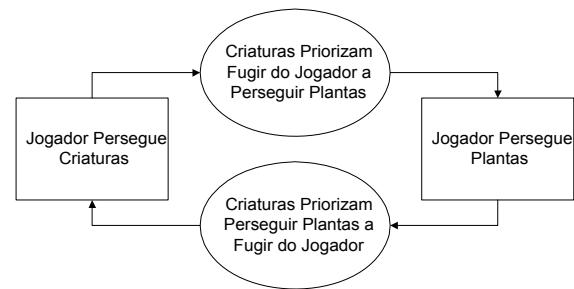 Criaturas Priorizam
Fugir do Jogador a
Perseguir Plantas
Jogador Persegue
Criaturas
Jogador Persegue
Plantas
Criaturas Priorizam
Perseguir Plantas a
Fugir do Jogador